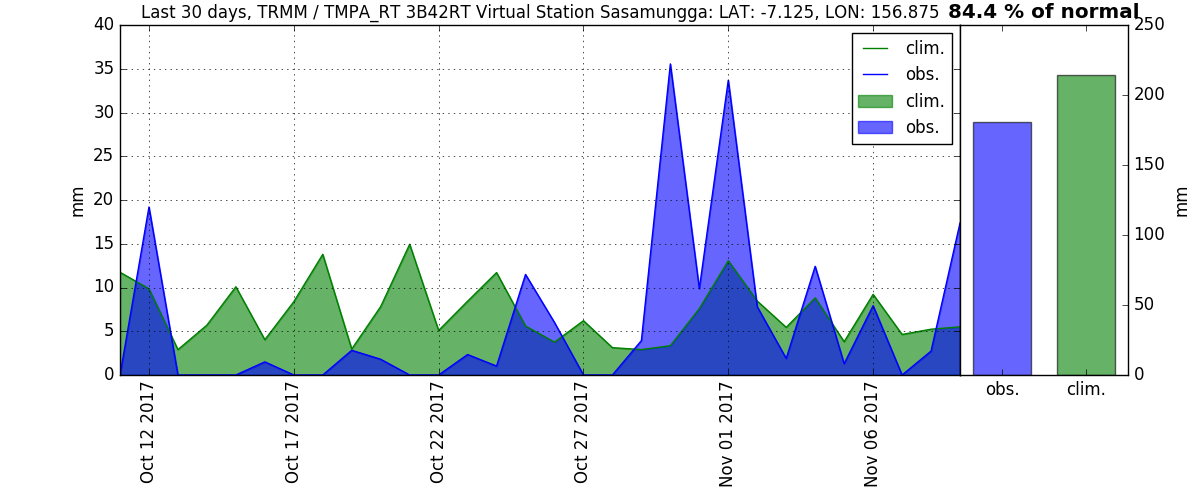 Last 30 days, TRMM / TMPA_RT 3B42RT Virtual Station Sasamungga: LAT: -7.125, LON: 156.875 84.4 % of normal
40
35
30
25
20
15
10
5
0
mm
clim.
obs.
clim.
obs.
250
200
150
100
50
0
mm
obs. clim.
Oct 12 2017
Oct 17 2017
Oct 22 2017
Oct 27 2017
Nov 01 2017
Nov 06 2017